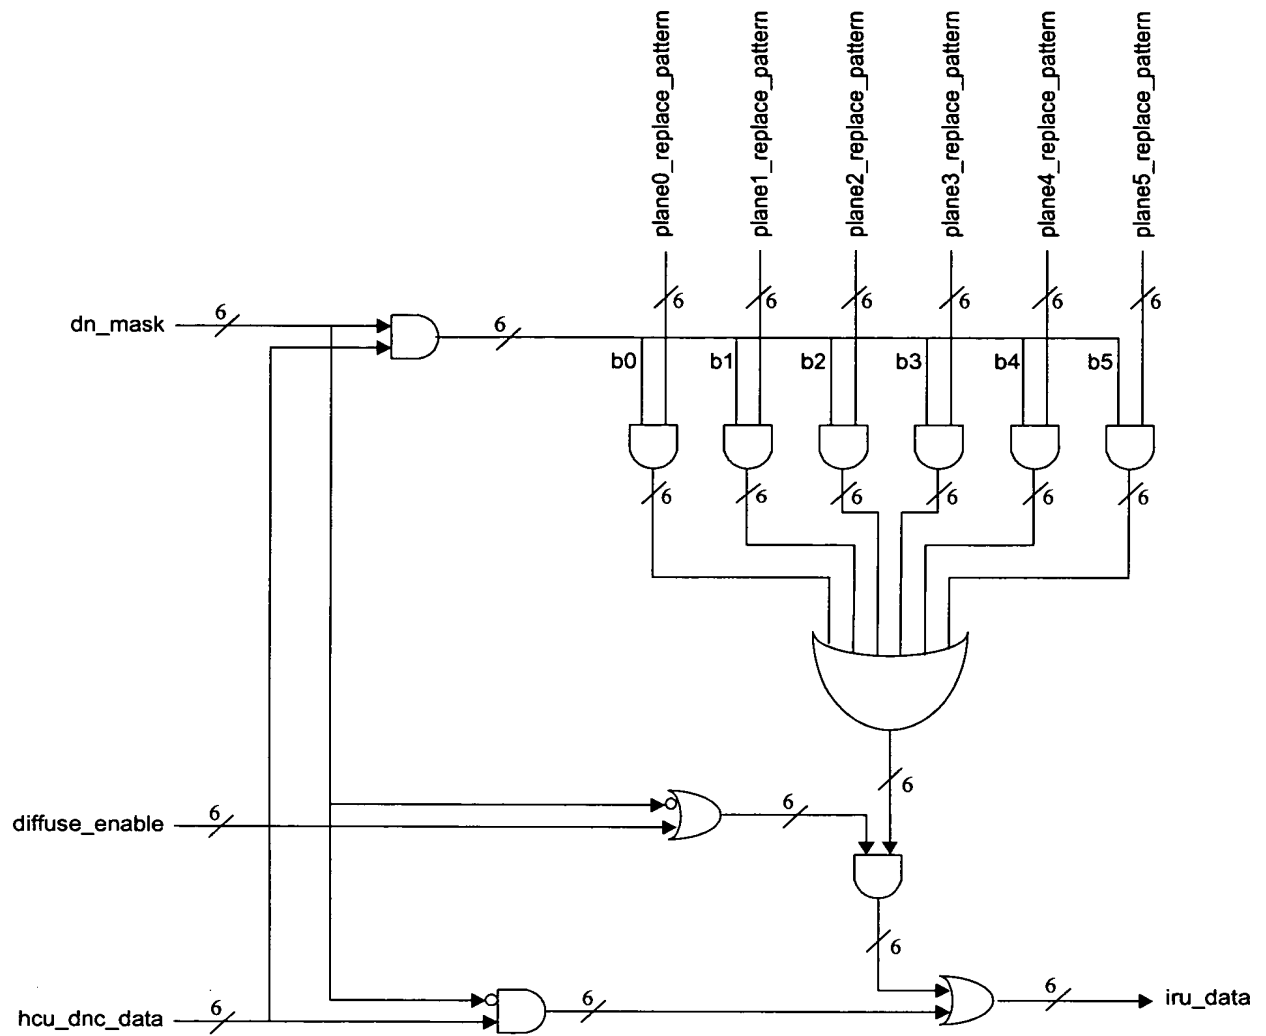 plane0_replace_pattern
plane1_replace_pattern
plane2_replace_pattern
plane3_replace_pattern
plane4_replace_pattern
plane5_replace_pattern
6 6 6 6 6 6
dn_mask 6 6
b0 b1 b2 b3 b4 b5
6 6 6 6 6 6
6
diffuse_enable 6 6
6
hcu_dnc_data 6 6 6 iru_data